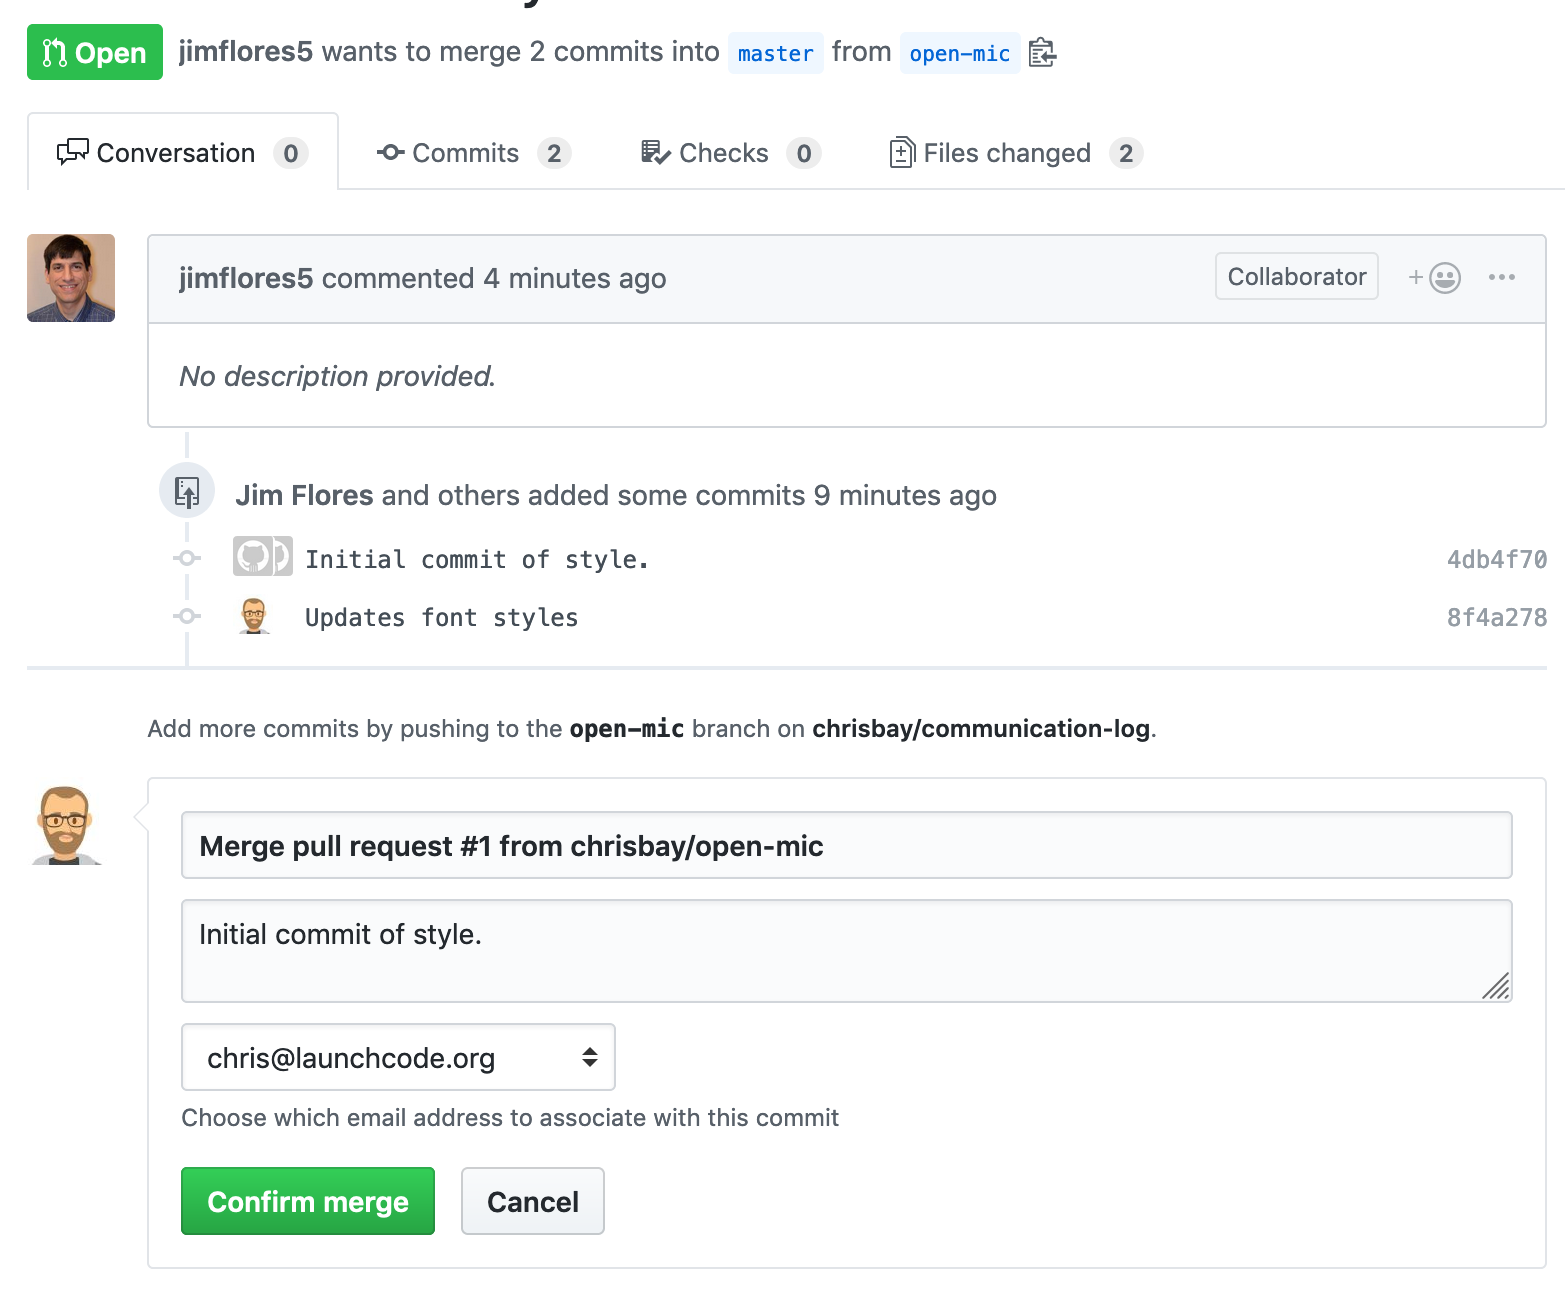 Open jimflores5 wants to merge 2 commits into master from open-mic
Conversation 0 Commits 2 Checks 0 Files changed 2
jimflores5 commented 4 minutes ago Collaborator + ...
No description provided.
Jim Flores and others added some commits 9 minutes ago
Initial commit of style. 4db4f70
Updates font styles 8f4a278
Add more commits by pushing to the open-mic branch on chrisbay/communication-log.
Merge pull request #1 from chrisbay/open-mic
Initial commit of style.
chris@launchcode.org
Choose which email address to associate with this commit
Confirm merge Cancel